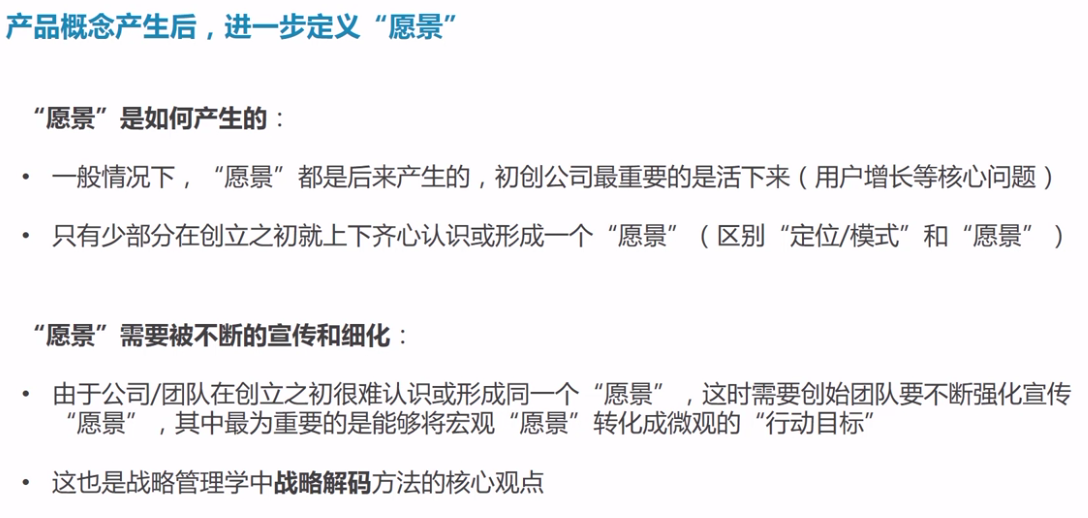 产品概念产生后，进一步定义“愿景”
“愿景”是如何产生的：
• 一般情况下，“愿景”都是后来产生的，初创公司最重要的是活下来（用户增长等核心问题）
• 只有少部分在创立之初就上下齐心认识或形成一个“愿景”（区别“定位/模式”和“愿景”）
“愿景”需要被不断的宣传和细化：
• 由于公司/团队在创立之初很难认识或形成同一个“愿景”，这时需要创始团队要不断强化宣传
“愿景”，其中最为重要的是能够将宏观“愿景”转化成微观的“行动目标”
• 这也是战略管理学中战略解码方法的核心观点